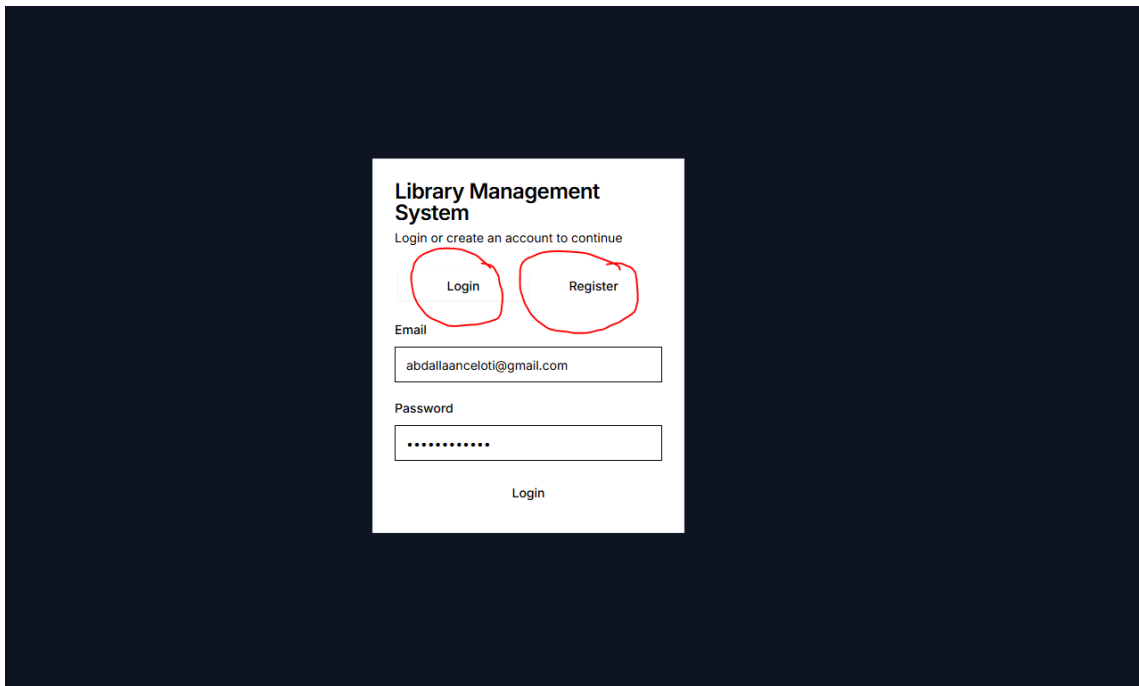 Library Management
System
Login or create an account to continue
Login
Register
Email
abdallaanceloti@gmail.com
Password
••••••••••••
Login